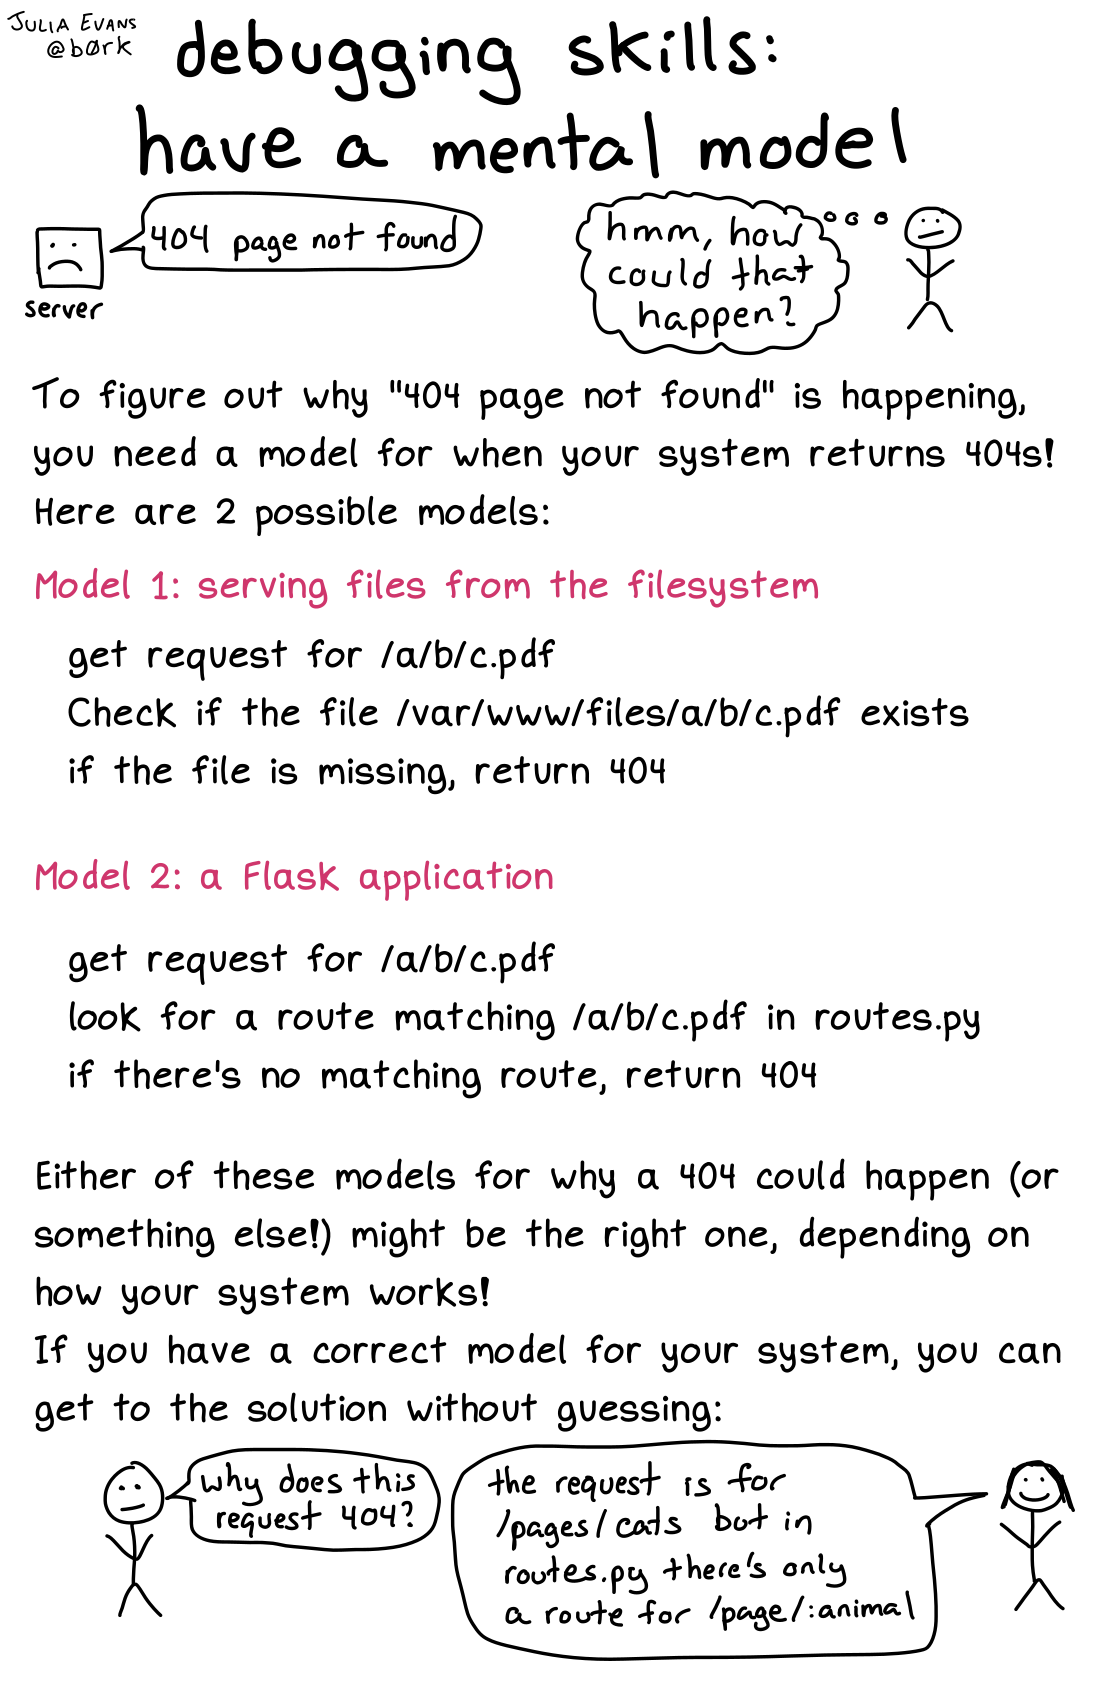 JULIA EVANS
@b0rk
debugging skills:
have a mental model
404 page not found
server
hmm, how
could that
happen?
To figure out why "404 page not found" is happening,
you need a model for when your system returns 404s!
Here are 2 possible models:
Model 1: serving files from the filesystem
get request for /a/b/c.pdf
Check if the file /var/www/files/a/b/c.pdf exists
if the file is missing, return 404
Model 2: a Flask application
get request for /a/b/c.pdf
look for a route matching /a/b/c.pdf in routes.py
if there's no matching route, return 404
Either of these models for why a 404 could happen (or
something else!) might be the right one, depending on
how your system works!
If you have a correct model for your system, you can
get to the solution without guessing:
why does this
request 404?
the request is for
/pages/cats but in
routes.py there's only
a route for /page/:animal